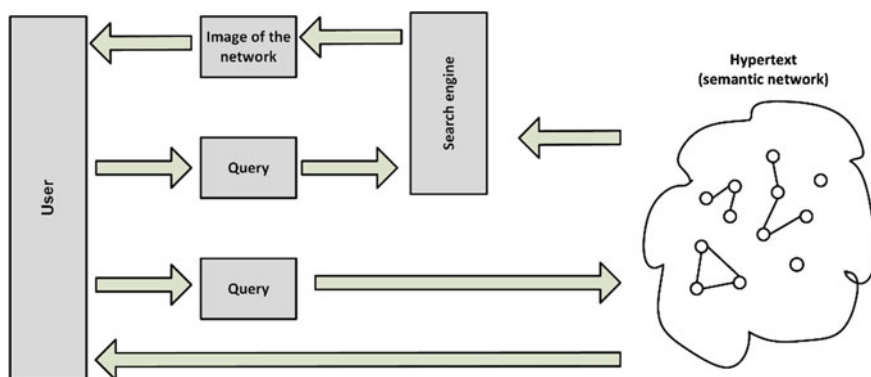 Image of the
network
Search engine
Hypertext
(semantic network)
User
Query
Query